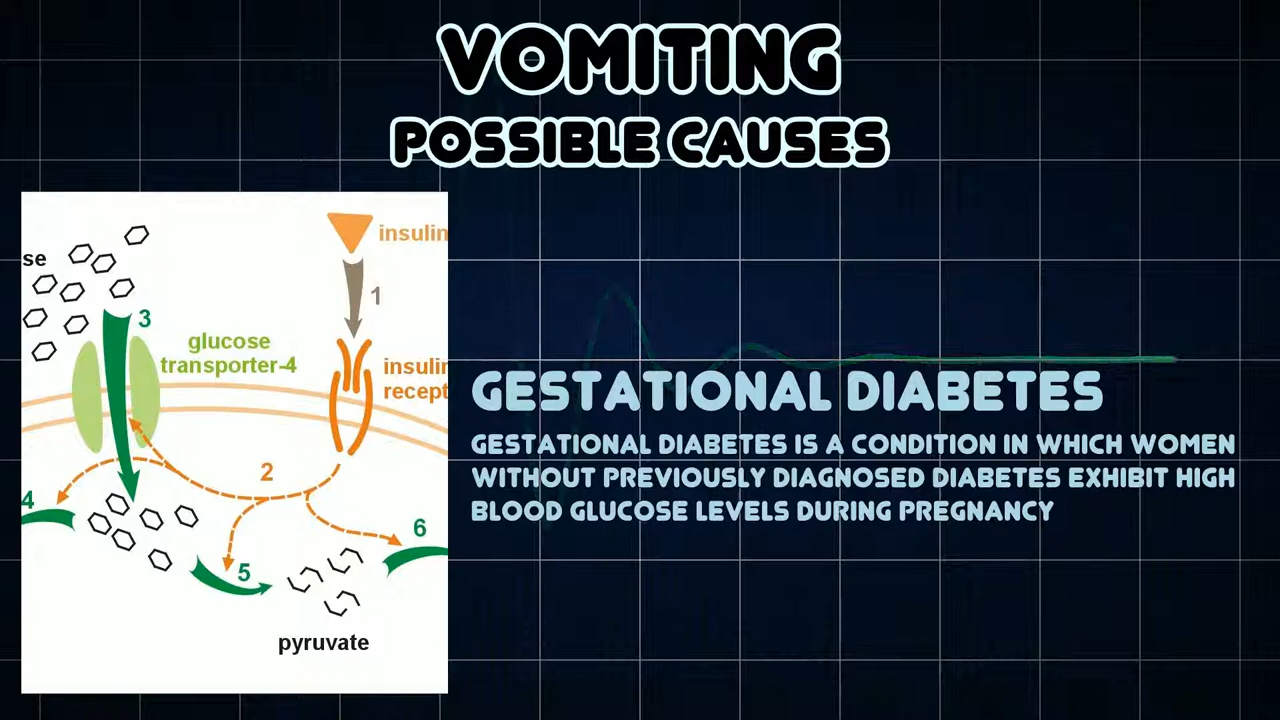 VOMITING
POSSIBLE CAUSES
insulin
se
1
3
glucose
transporter-4
insulin
recept
2
4
6
5
pyruvate
GESTATIONAL DIABETES
GESTATIONAL DIABETES IS A CONDITION IN WHICH WOMEN
WITHOUT PREVIOUSLY DIAGNOSED DIABETES EXHIBIT HIGH
BLOOD GLUCOSE LEVELS DURING PREGNANCY